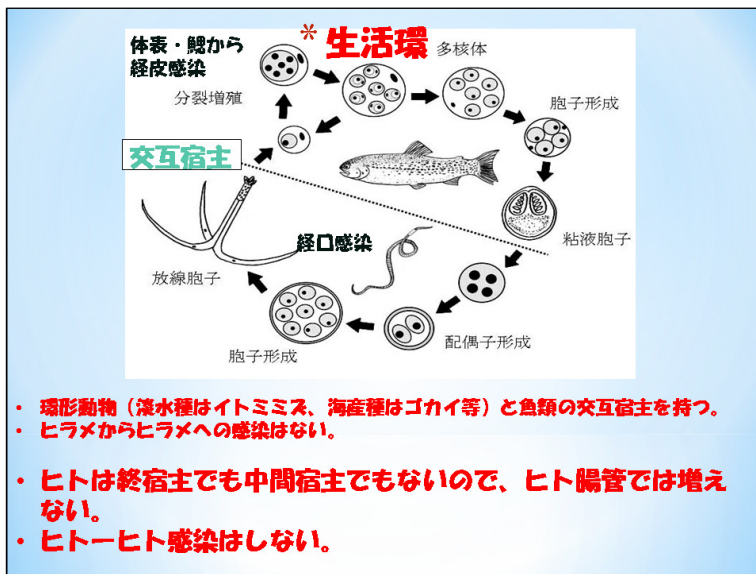 * 生活環
体表・鰓から
経皮感染
多核体
分裂増殖
胞子形成
交互宿主
粘液胞子
経口感染
放線胞子
配偶子形成
胞子形成
・ 環形動物（淡水種はイトミミズ、海産種はゴカイ等）と魚類の交互宿主を持つ。
・ ヒラメからヒラメへの感染はない。
・ ヒトは終宿主でも中間宿主でもないので、ヒト腸管では増え
ない。
・ ヒトーヒト感染はしない。